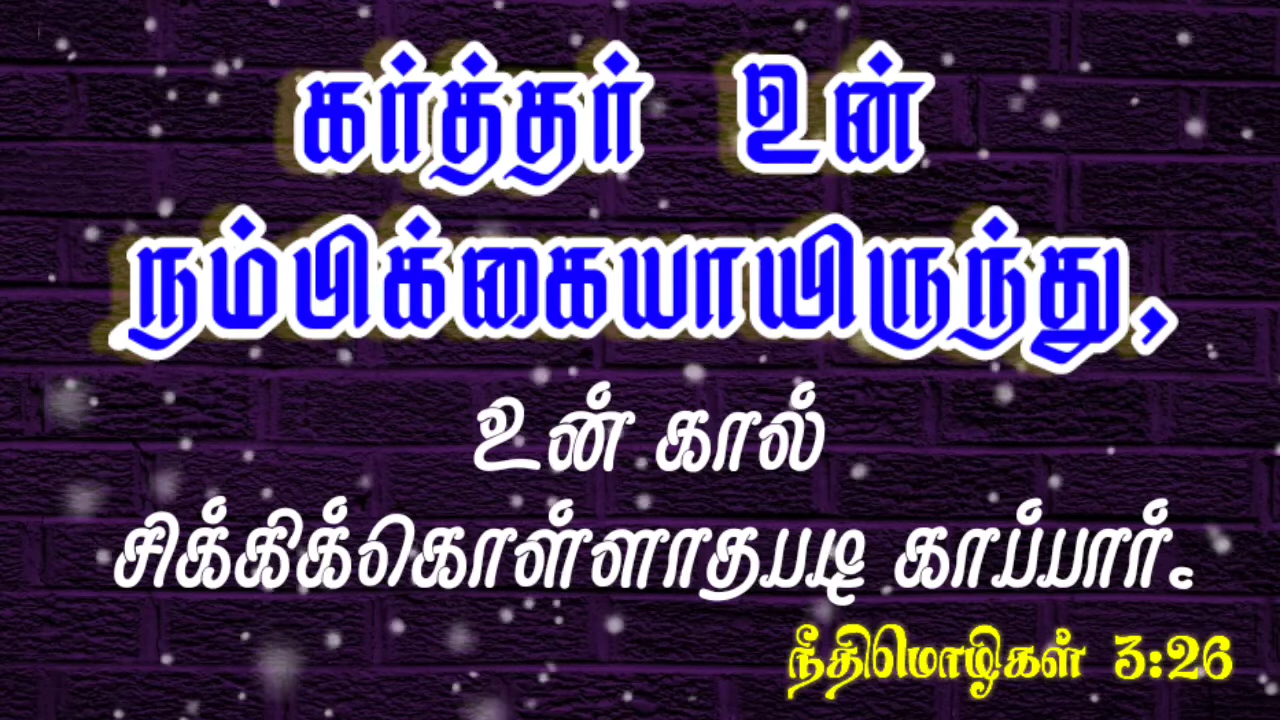 கர்த்தர் உன்
நம்பிக்கையாயிருந்து,
உன் கால்
சிக்கிக்கொள்ளாதபடி காப்பார்.
நீதிமொழிகள் 3:26